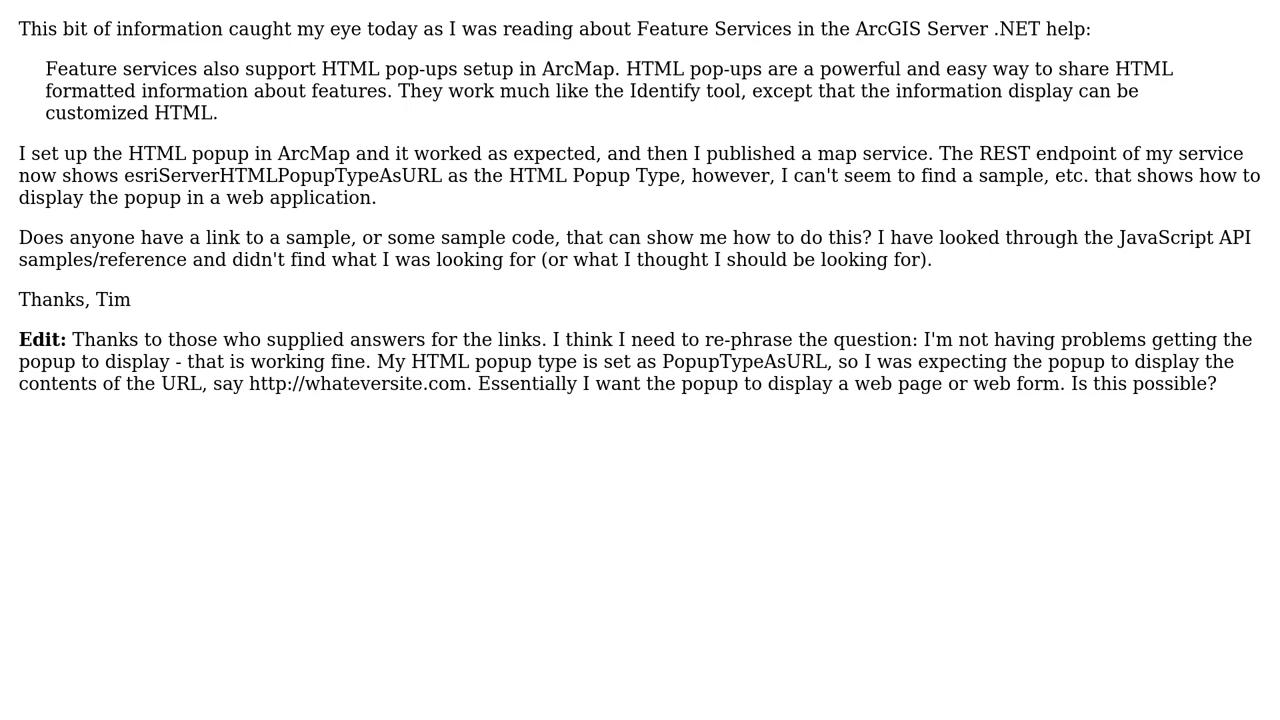 This bit of information caught my eye today as I was reading about Feature Services in the ArcGIS Server .NET help:
Feature services also support HTML pop-ups setup in ArcMap. HTML pop-ups are a powerful and easy way to share HTML
formatted information about features. They work much like the Identify tool, except that the information display can be
customized HTML.
I set up the HTML popup in ArcMap and it worked as expected, and then I published a map service. The REST endpoint of my service
now shows esriServerHTMLPopupTypeAsURL as the HTML Popup Type, however, I can't seem to find a sample, etc. that shows how to
display the popup in a web application.
Does anyone have a link to a sample, or some sample code, that can show me how to do this? I have looked through the JavaScript API
samples/reference and didn't find what I was looking for (or what I thought I should be looking for).
Thanks, Tim
Edit: Thanks to those who supplied answers for the links. I think I need to re-phrase the question: I'm not having problems getting the
popup to display - that is working fine. My HTML popup type is set as PopupTypeAsURL, so I was expecting the popup to display the
contents of the URL, say http://whateversite.com. Essentially I want the popup to display a web page or web form. Is this possible?